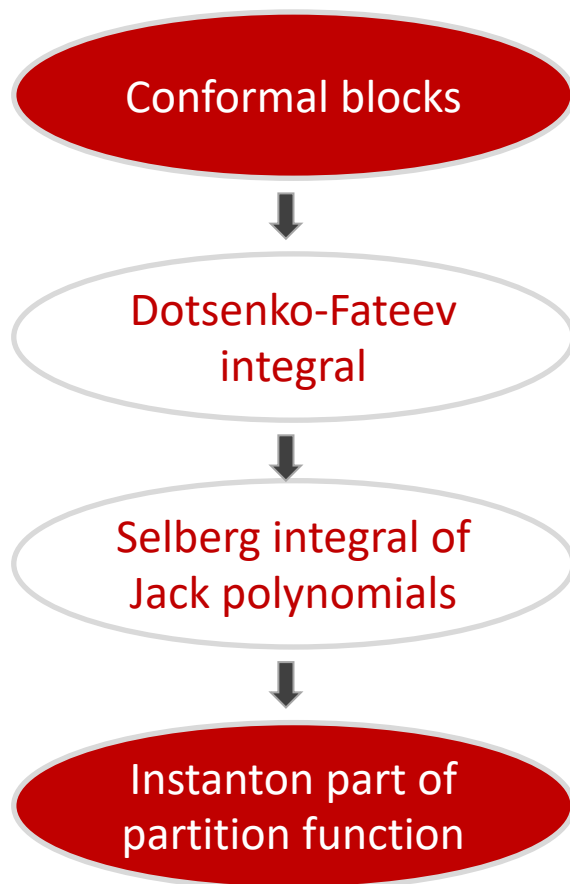 Conformal blocks
Dotsenko-Fateev
integral
Selberg integral of
Jack polynomials
Instanton part of
partition function